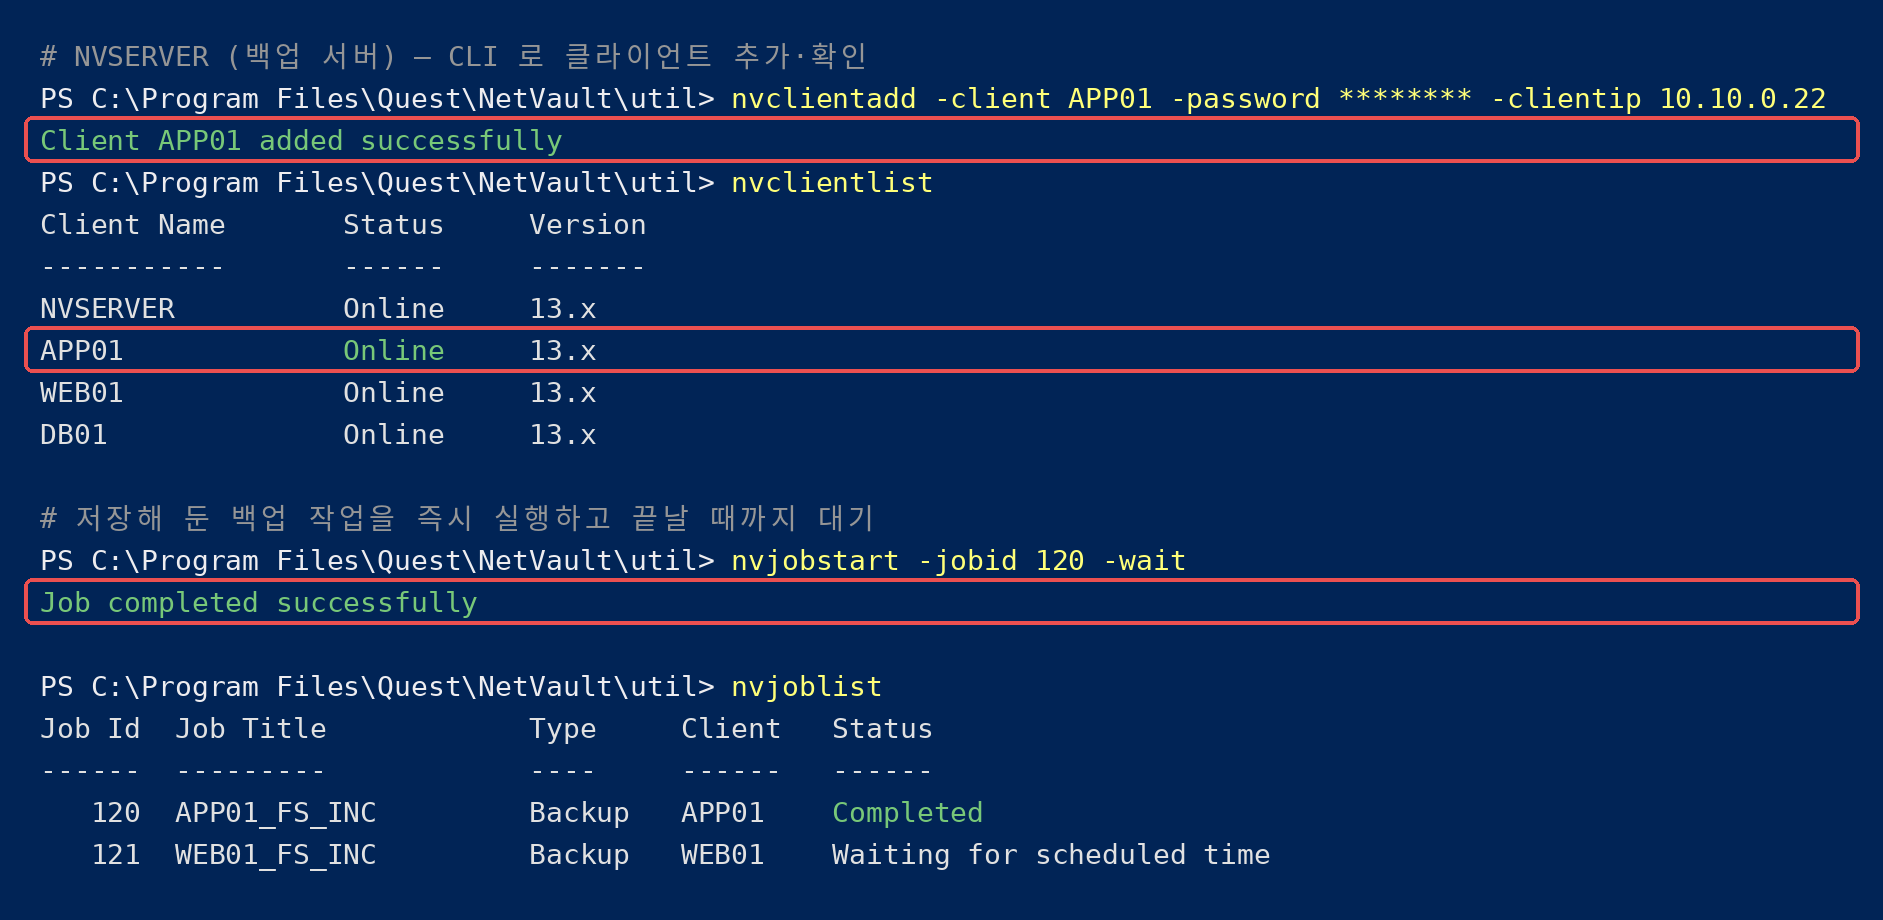 # NVSERVER (백업 서버) — CLI 로 클라이언트 추가·확인
PS C:\Program Files\Quest\NetVault\util> nvclientadd -client APP01 -password ******** -clientip 10.10.0.22
Client APP01 added successfully
PS C:\Program Files\Quest\NetVault\util> nvclientlist
Client Name       Status     Version
-----------       ------     -------
NVSERVER          Online     13.x
APP01             Online     13.x
WEB01             Online     13.x
DB01              Online     13.x
# 저장해 둔 백업 작업을 즉시 실행하고 끝날 때까지 대기
PS C:\Program Files\Quest\NetVault\util> nvjobstart -jobid 120 -wait
Job completed successfully
PS C:\Program Files\Quest\NetVault\util> nvjoblist
Job Id  Job Title            Type     Client   Status
------  ---------            ----     ------   ------
   120  APP01_FS_INC         Backup   APP01    Completed
   121  WEB01_FS_INC         Backup   WEB01    Waiting for scheduled time